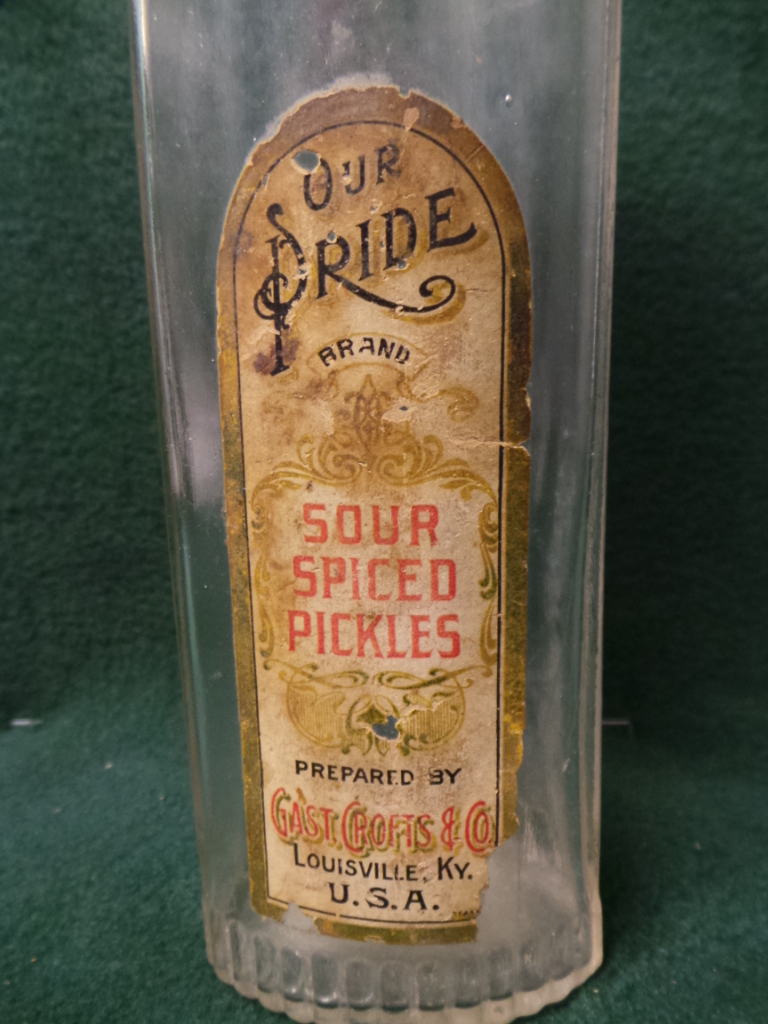 OUR
PRIDE
BRAND
SOUR
SPICED
PICKLES
PREPARED BY
GAST, CROFTS & CO.
LOUISVILLE, KY.
U.S.A.